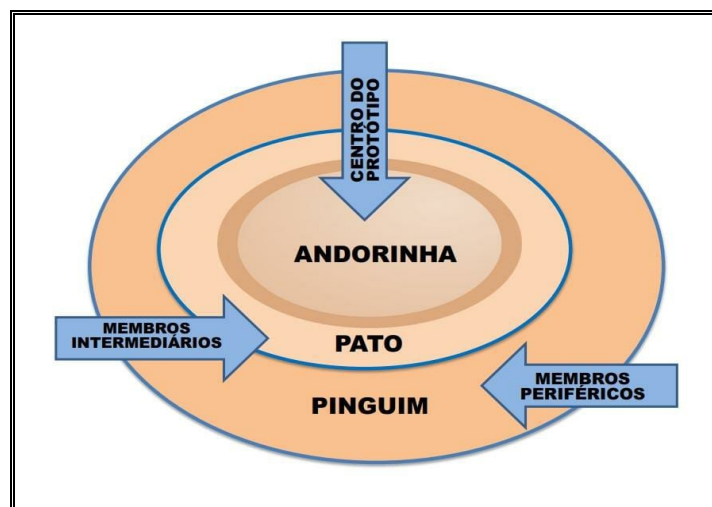 CENTRO DO
PROTÓTIPO
ANDORINHA
MEMBROS
INTERMEDIÁRIOS
PATO
MEMBROS
PERIFÉRICOS
PINGUIM